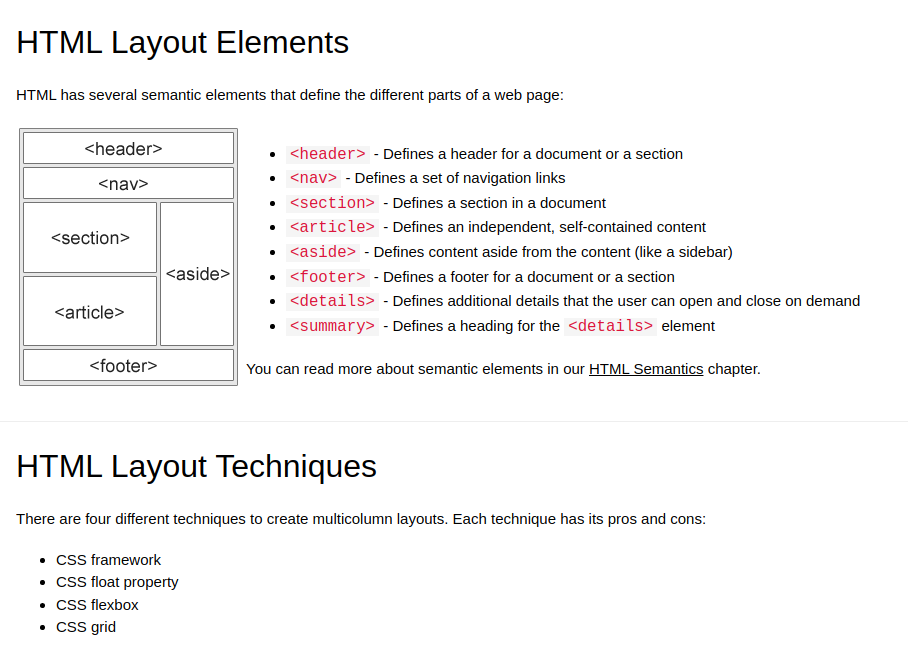 HTML Layout Elements
HTML has several semantic elements that define the different parts of a web page:
<header>
<nav>
<section>
<aside>
<article>
<footer>
<header> - Defines a header for a document or a section
<nav> - Defines a set of navigation links
<section> - Defines a section in a document
<article> - Defines an independent, self-contained content
<aside> - Defines content aside from the content (like a sidebar)
<footer> - Defines a footer for a document or a section
<details> - Defines additional details that the user can open and close on demand
<summary> - Defines a heading for the <details> element
You can read more about semantic elements in our HTML Semantics chapter.
HTML Layout Techniques
There are four different techniques to create multicolumn layouts. Each technique has its pros and cons:
CSS framework
CSS float property
CSS flexbox
CSS grid